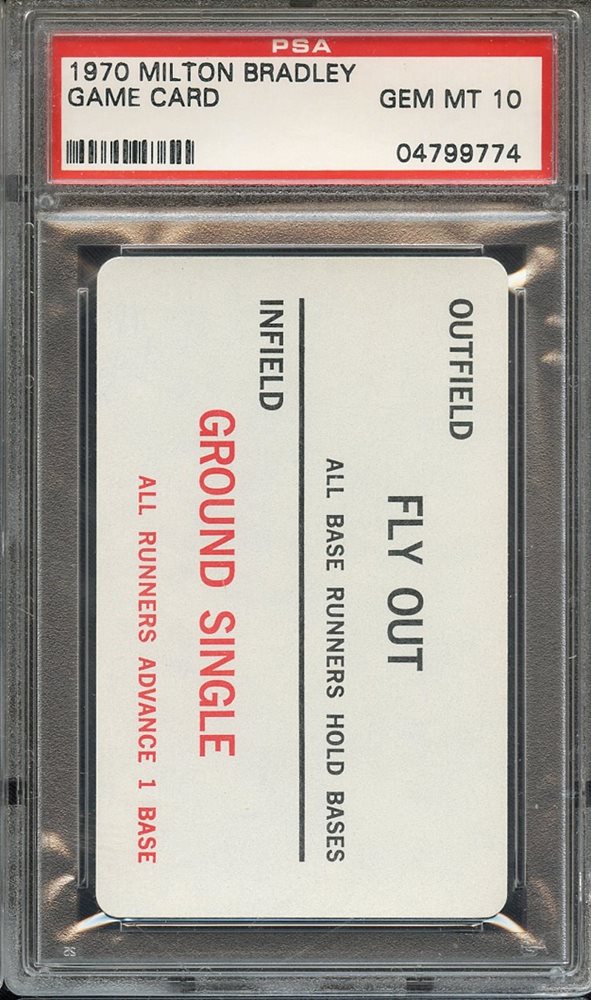 PSA
1970 MILTON BRADLEY
GAME CARD GEM MT 10
04799774
OUTFIELD
FLY OUT
ALL BASE RUNNERS HOLD BASES
INFIELD
GROUND SINGLE
ALL RUNNERS ADVANCE 1 BASE